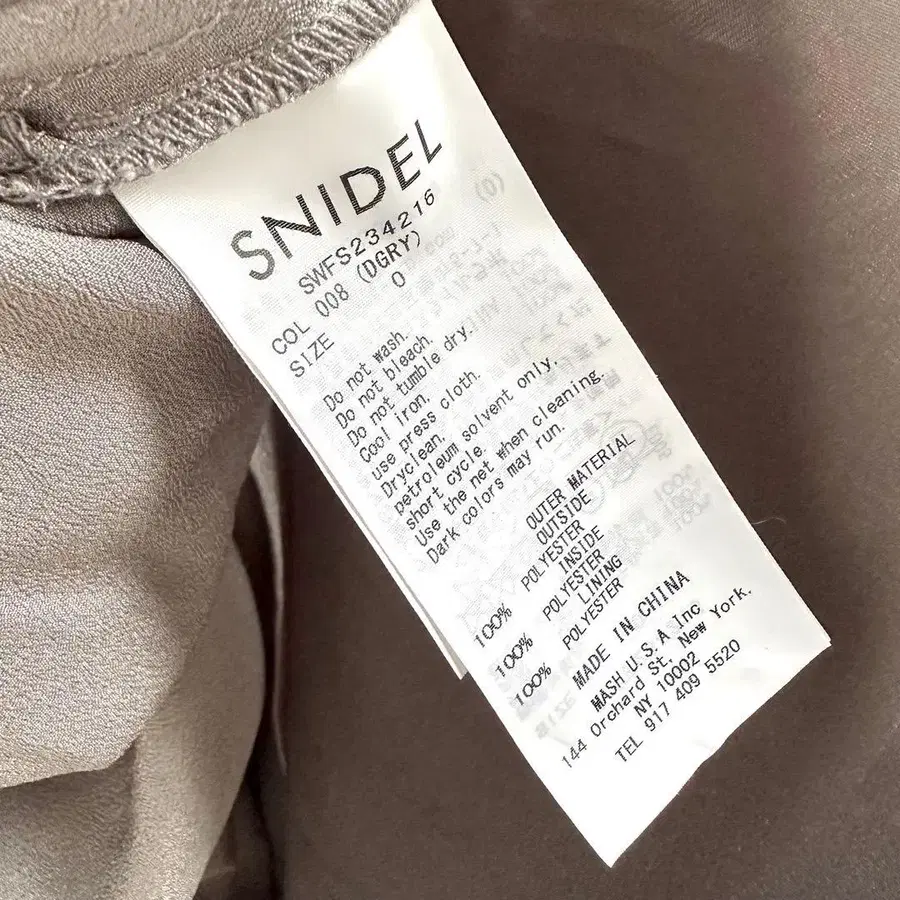 SNIDEL
SWFS234216
COL 008 (DGRY)
SIZE 0
Do not wash.
Do not bleach.
Do not tumble dry.
Cool iron,
use press cloth.
Dryclean,
petroleum solvent only,
short cycle.
Use the net when cleaning.
Dark colors may run.
OUTER MATERIAL
OUTSIDE
100% POLYESTER
INSIDE
100% POLYESTER
LINING
100% POLYESTER
MADE IN CHINA
MASH U.S.A Inc
144 Orchard St. New York.
NY 10002
TEL 917 409 5520